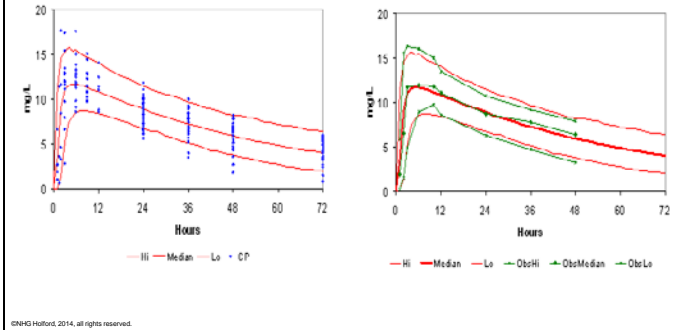 20
15
10
5
0
mg/L
0 12 24 36 48 60 72
Hours
Hi Median Lo CP
20
15
10
5
0
mg/L
0 12 24 36 48 60 72
Hours
Hi Median Lo ObsHi ObsMedian ObsLo
©NHG Holford, 2014, all rights reserved.